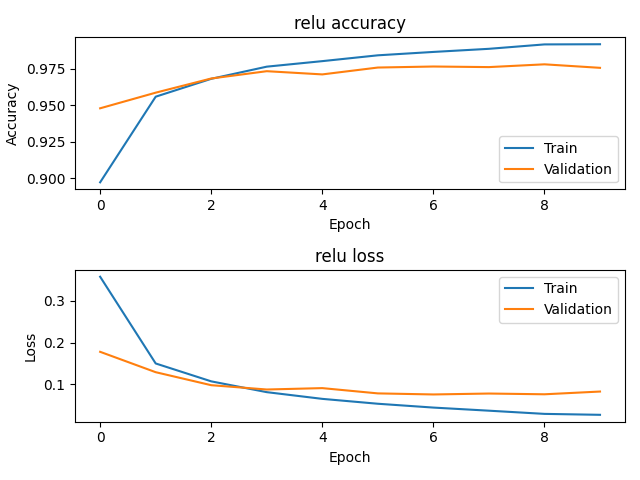 relu accuracy
Accuracy
0.975
0.950
0.925
0.900
Train
Validation
0 2 4 6 8
Epoch
relu loss
Loss
0.3
0.2
0.1
Train
Validation
0 2 4 6 8
Epoch